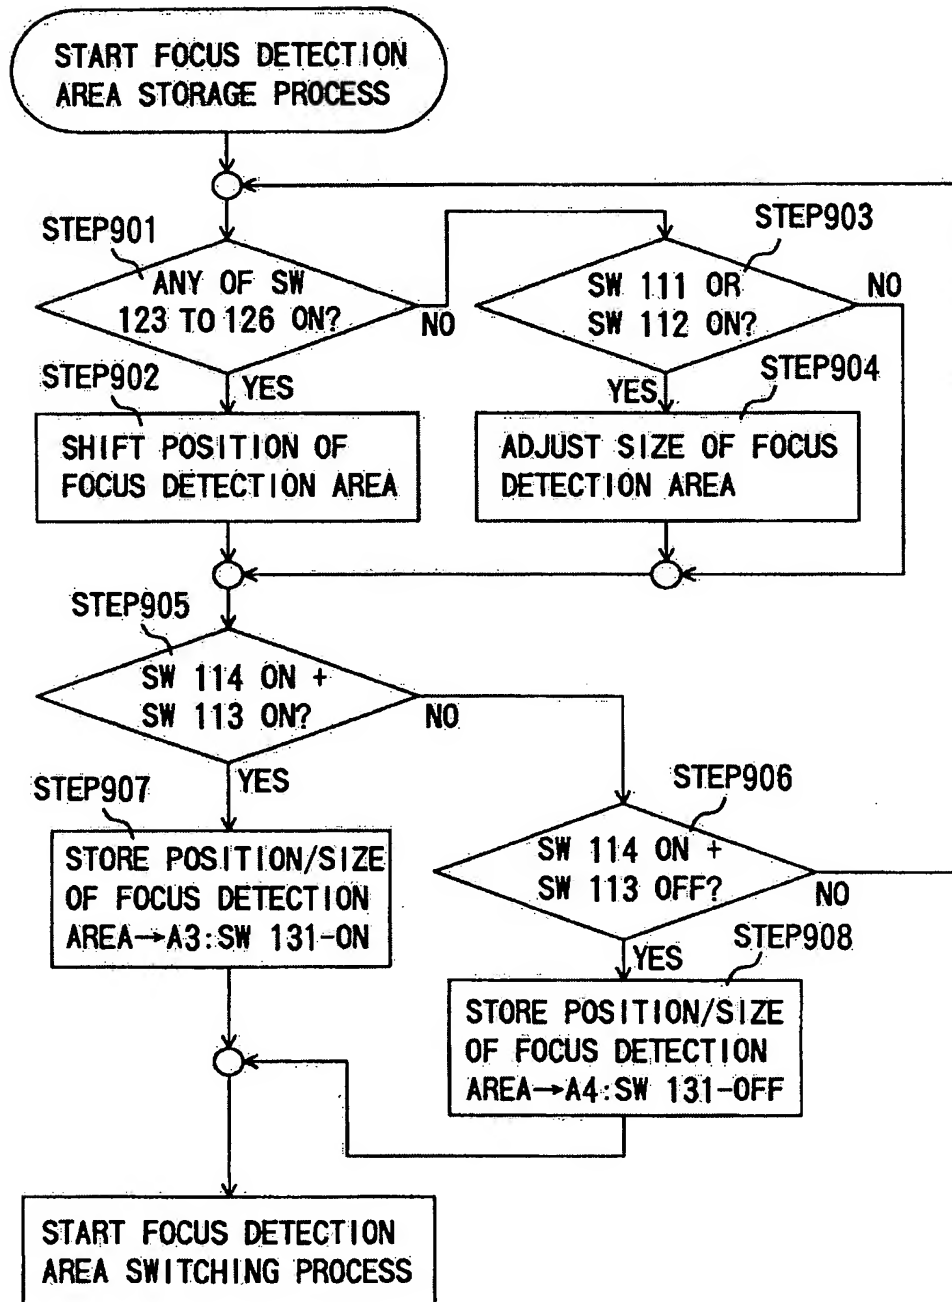 START FOCUS DETECTION
AREA STORAGE PROCESS
STEP901
ANY OF SW
123 TO 126 ON?
NO
YES
STEP903
SW 111 OR
SW 112 ON?
NO
YES
STEP902
SHIFT POSITION OF
FOCUS DETECTION AREA
STEP904
ADJUST SIZE OF FOCUS
DETECTION AREA
STEP905
SW 114 ON +
SW 113 ON?
NO
YES
STEP906
SW 114 ON +
SW 113 OFF?
NO
YES
STEP907
STORE POSITION/SIZE
OF FOCUS DETECTION
AREA→A3:SW 131-ON
STEP908
STORE POSITION/SIZE
OF FOCUS DETECTION
AREA→A4:SW 131-OFF
START FOCUS DETECTION
AREA SWITCHING PROCESS